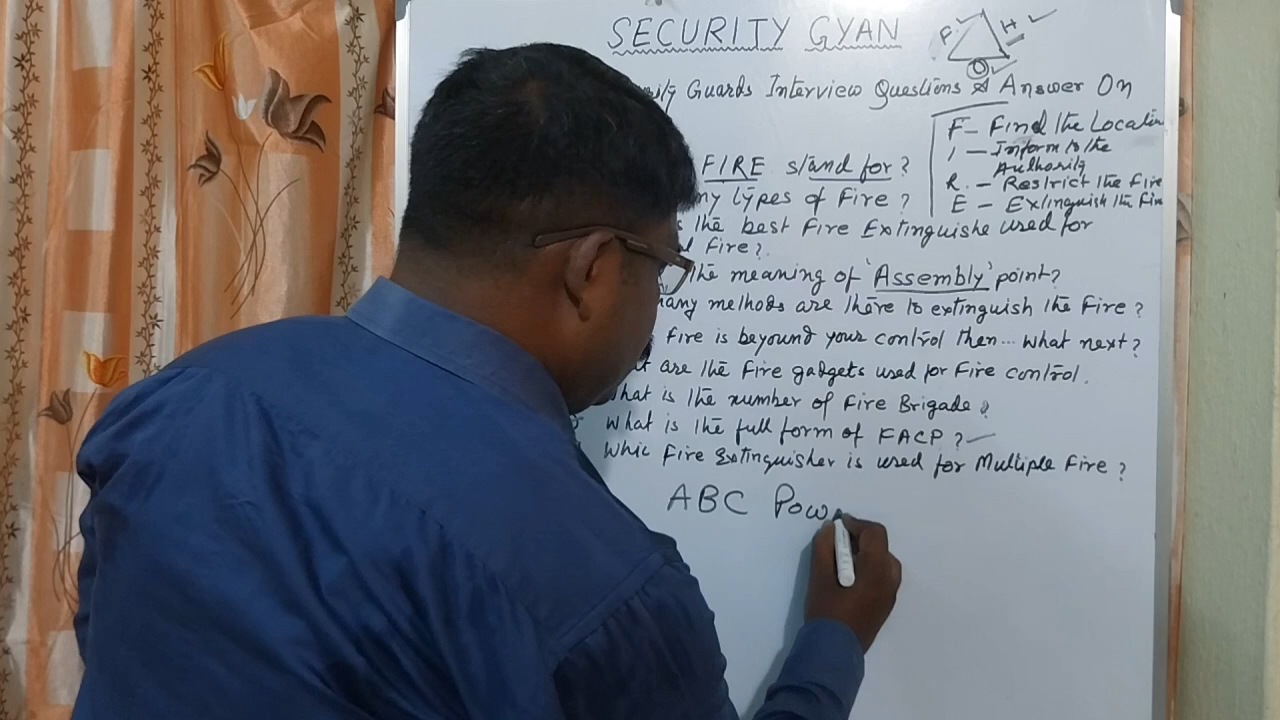 SECURITY GYAN
F H
O
Guards Interview Questions & Answer On
F- Find the Location
I - Inform to the
Authority
R. - Restrict the Fire
E - Extinguish the Fire
FIRE stand for?
types of Fire?
the best Fire Extinguishe used for
Fire?
the meaning of 'Assembly' point?
many methods are there to extinguish the Fire?
Fire is beyound your control then... what next?
are the Fire gadgets used for Fire control.
What is the number of Fire Brigade?
What is the full form of FACP?
Whic Fire Extinguisher is used for Multiple Fire?
ABC Pow